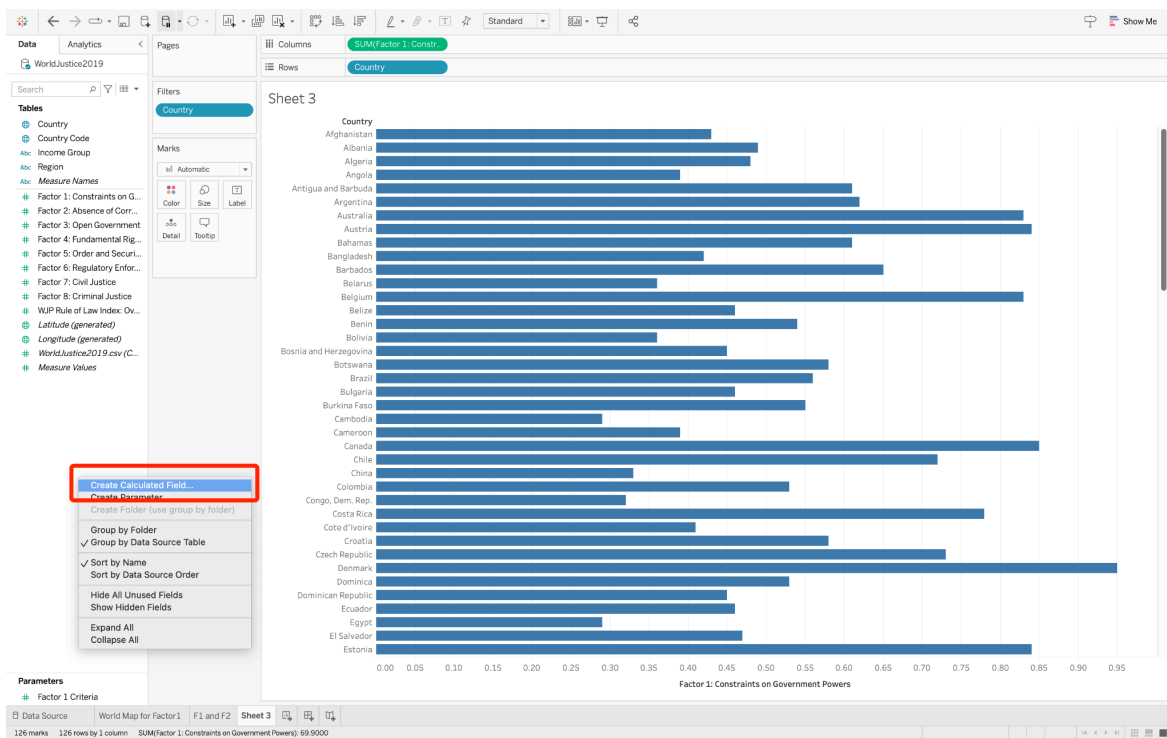 Standard
Show Me
Data
Analytics
Pages
Columns
SUM(Factor 1: Constr..
WorldJustice2019
Rows
Country
Search
Filters
Country
Tables
Country
Country Code
Abc Income Group
Abc Region
Abc Measure Names
# Factor 1: Constraints on G...
# Factor 2: Absence of Corr...
# Factor 3: Open Government
# Factor 4: Fundamental Rig...
# Factor 5: Order and Securi...
# Factor 6: Regulatory Enfor...
# Factor 7: Civil Justice
# Factor 8: Criminal Justice
# WJP Rule of Law Index: Ov...
Latitude (generated)
Longitude (generated)
# WorldJustice2019.csv (C...
# Measure Values
Marks
Automatic
Color
Size
Label
Detail
Tooltip
Create Calculated Field...
Create Parameter...
Create Folder (use group by folder)
Group by Folder
✓ Group by Data Source Table
✓ Sort by Name
Sort by Data Source Order
Hide All Unused Fields
Show Hidden Fields
Expand All
Collapse All
Parameters
# Factor 1 Criteria
Sheet 3
Country
Afghanistan
Albania
Algeria
Angola
Antigua and Barbuda
Argentina
Australia
Austria
Bahamas
Bangladesh
Barbados
Belarus
Belgium
Belize
Benin
Bolivia
Bosnia and Herzegovina
Botswana
Brazil
Bulgaria
Burkina Faso
Cambodia
Cameroon
Canada
Chile
China
Colombia
Congo, Dem. Rep.
Costa Rica
Cote d'Ivoire
Croatia
Czech Republic
Denmark
Dominica
Dominican Republic
Ecuador
Egypt
El Salvador
Estonia
0.00 0.05 0.10 0.15 0.20 0.25 0.30 0.35 0.40 0.45 0.50 0.55 0.60 0.65 0.70 0.75 0.80 0.85 0.90 0.95
Factor 1: Constraints on Government Powers
Data Source
World Map for Factor1
F1 and F2
Sheet 3
126 marks 126 rows by 1 column SUM(Factor 1: Constraints on Government Powers): 69.9000